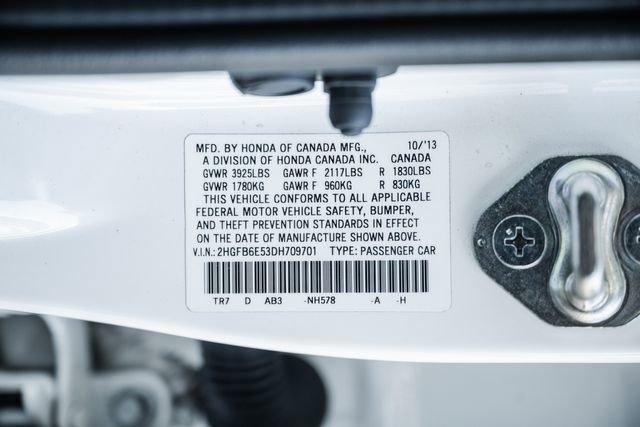 MFD. BY HONDA OF CANADA MFG., 10/'13
A DIVISION OF HONDA CANADA INC. CANADA
GVWR 3925LBS GAWR F 2117LBS R 1830LBS
GVWR 1780KG GAWR F 960KG R 830KG
THIS VEHICLE CONFORMS TO ALL APPLICABLE
FEDERAL MOTOR VEHICLE SAFETY, BUMPER,
AND THEFT PREVENTION STANDARDS IN EFFECT
ON THE DATE OF MANUFACTURE SHOWN ABOVE.
V.I.N.: 2HGFB6E53DH709701 TYPE: PASSENGER CAR
TR7 D AB3 -NH578 -A -H